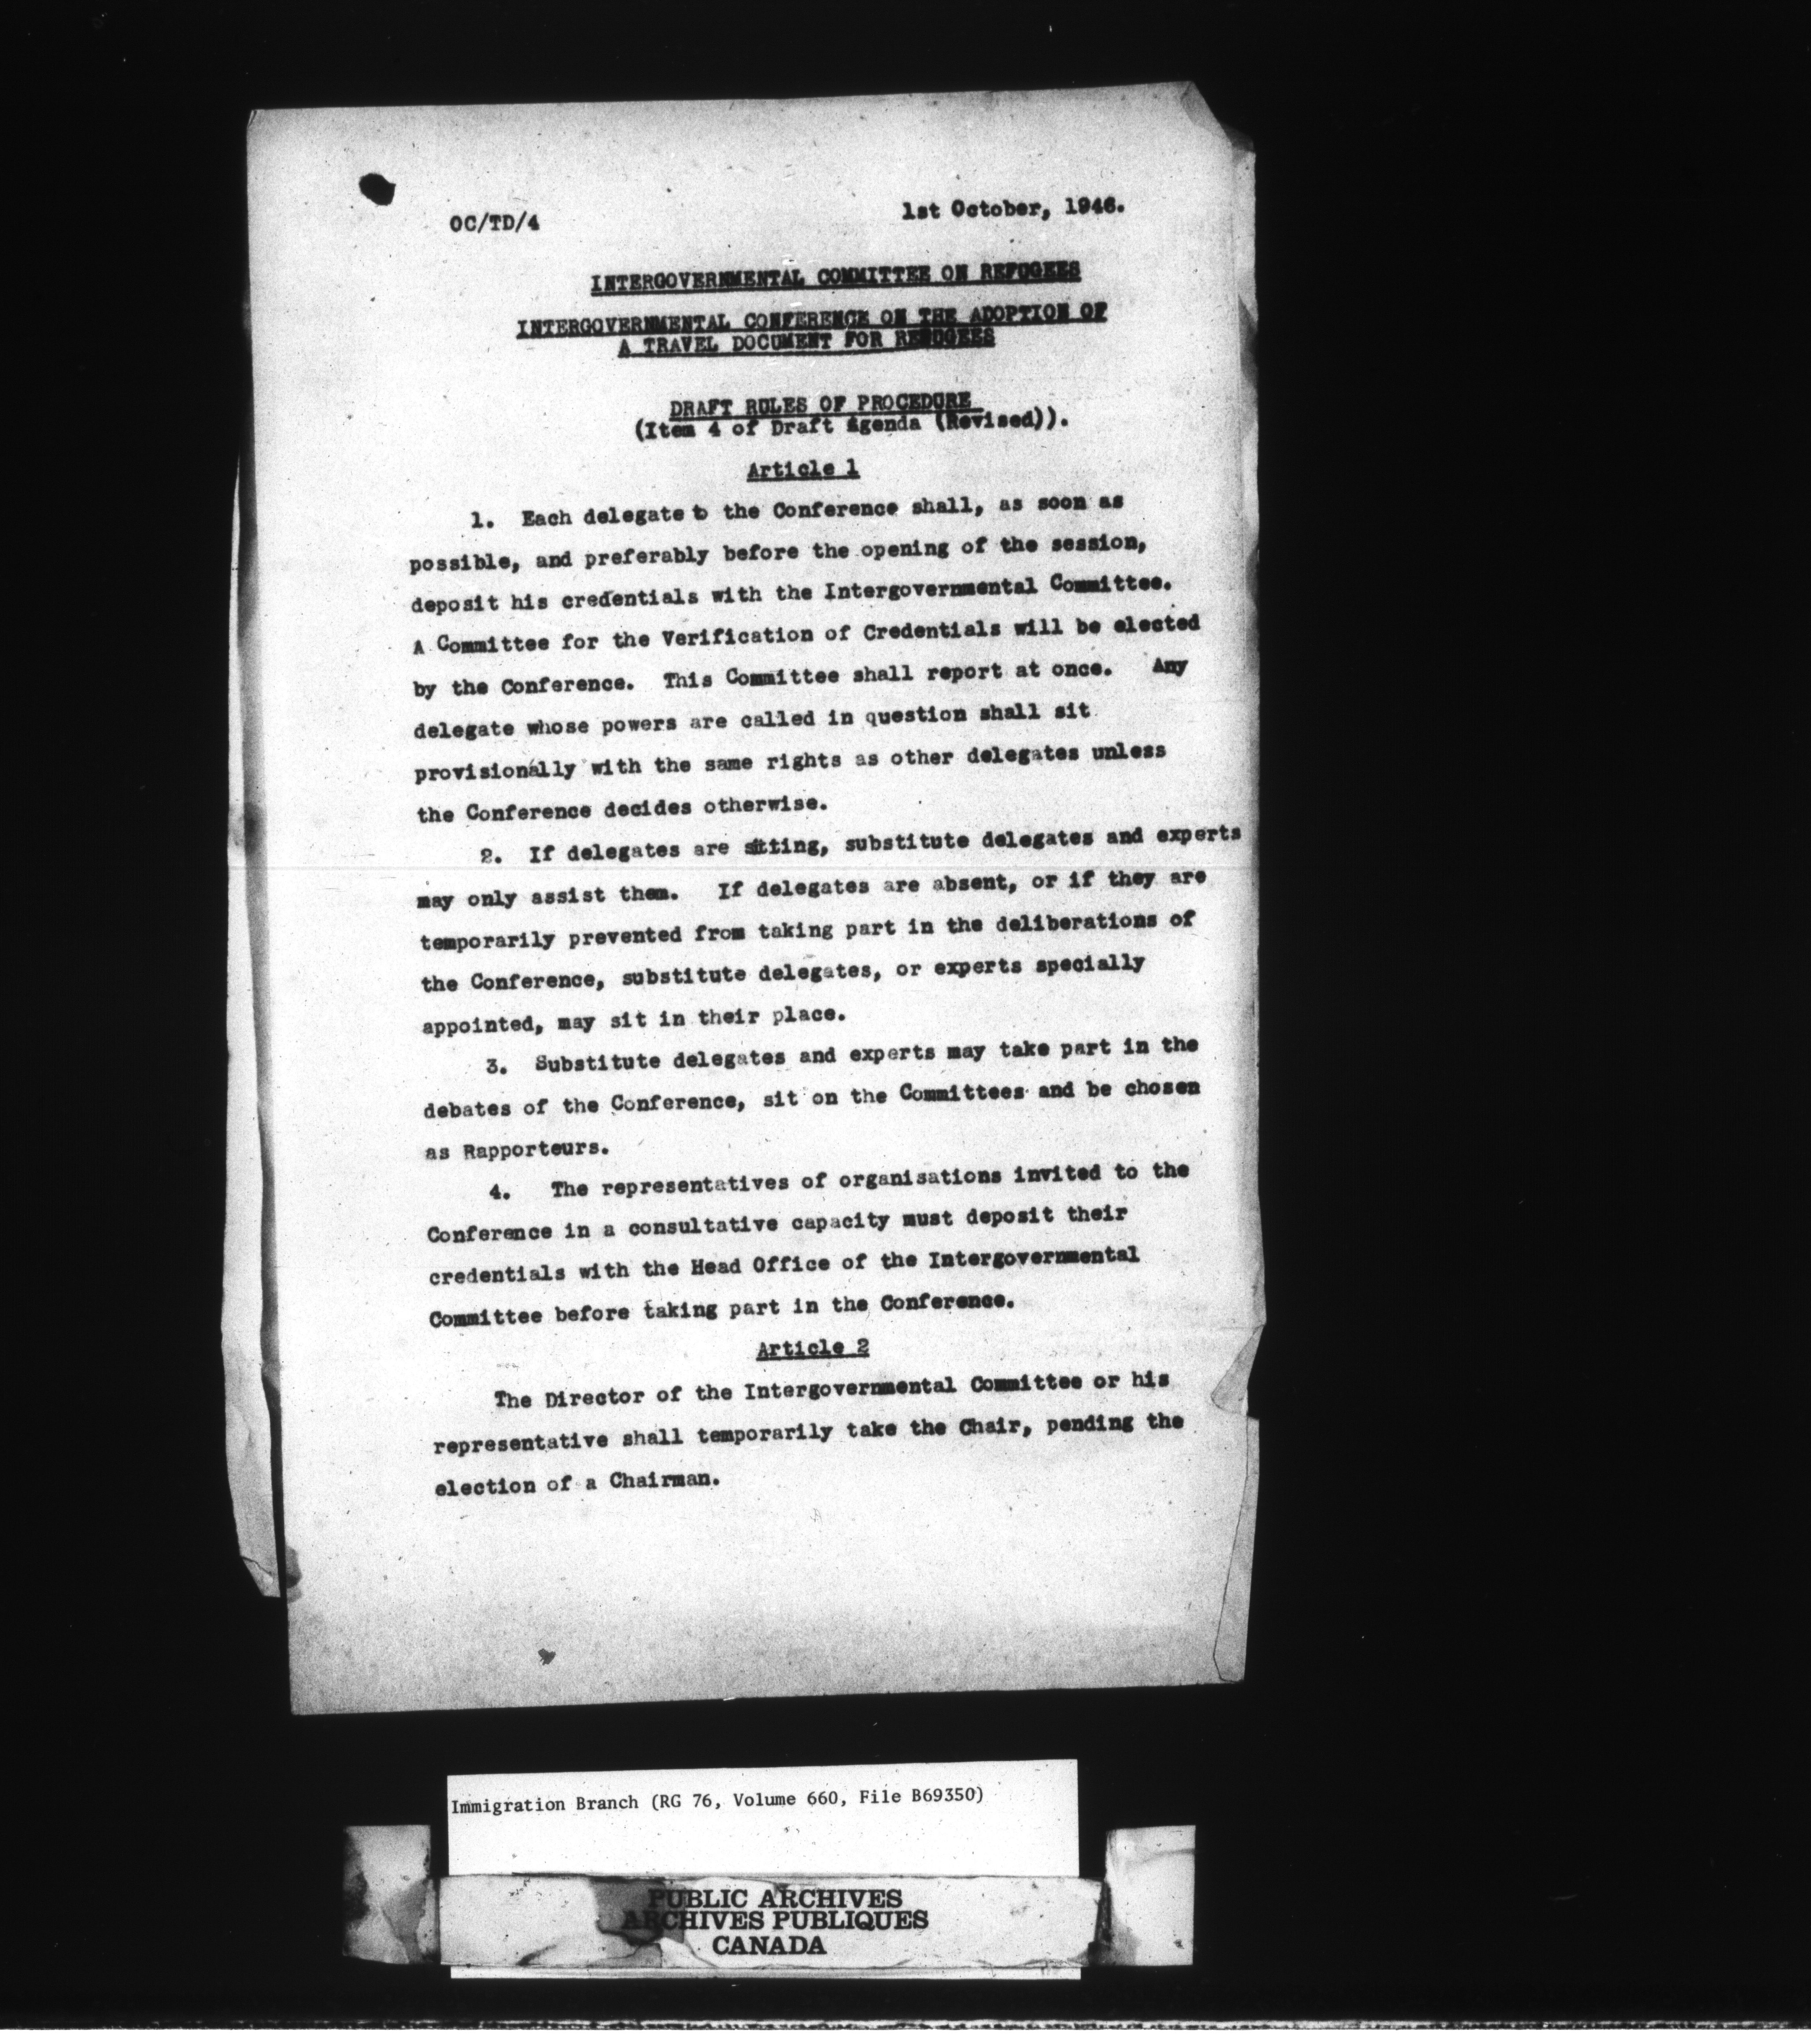 OC/TD/4
1st October, 1946.
INTERGOVERNMENTAL COMMITTEE ON REFUGEES
INTERGOVERNMENTAL CONFERENCE ON THE ADOPTION OF
A TRAVEL DOCUMENT FOR REFUGEES
DRAFT RULES OF PROCEDURE
(Item 4 of Draft Agenda (Revised)).
Article 1
1. Each delegate to the Conference shall, as soon as
possible, and preferably before the opening of the session,
deposit his credentials with the Intergovernmental Committee.
A Committee for the Verification of Credentials will be elected
by the Conference. This Committee shall report at once. Any
delegate whose powers are called in question shall sit
provisionally with the same rights as other delegates unless
the Conference decides otherwise.
2. If delegates are sitting, substitute delegates and experts
may only assist them. If delegates are absent, or if they are
temporarily prevented from taking part in the deliberations of
the Conference, substitute delegates, or experts specially
appointed, may sit in their place.
3. Substitute delegates and experts may take part in the
debates of the Conference, sit on the Committees and be chosen
as Rapporteurs.
4. The representatives of organisations invited to the
Conference in a consultative capacity must deposit their
credentials with the Head Office of the Intergovernmental
Committee before taking part in the Conference.
Article 2
The Director of the Intergovernmental Committee or his
representative shall temporarily take the Chair, pending the
election of a Chairman.
Immigration Branch (RG 76, Volume 660, File B69350)
PUBLIC ARCHIVES
ARCHIVES PUBLIQUES
CANADA